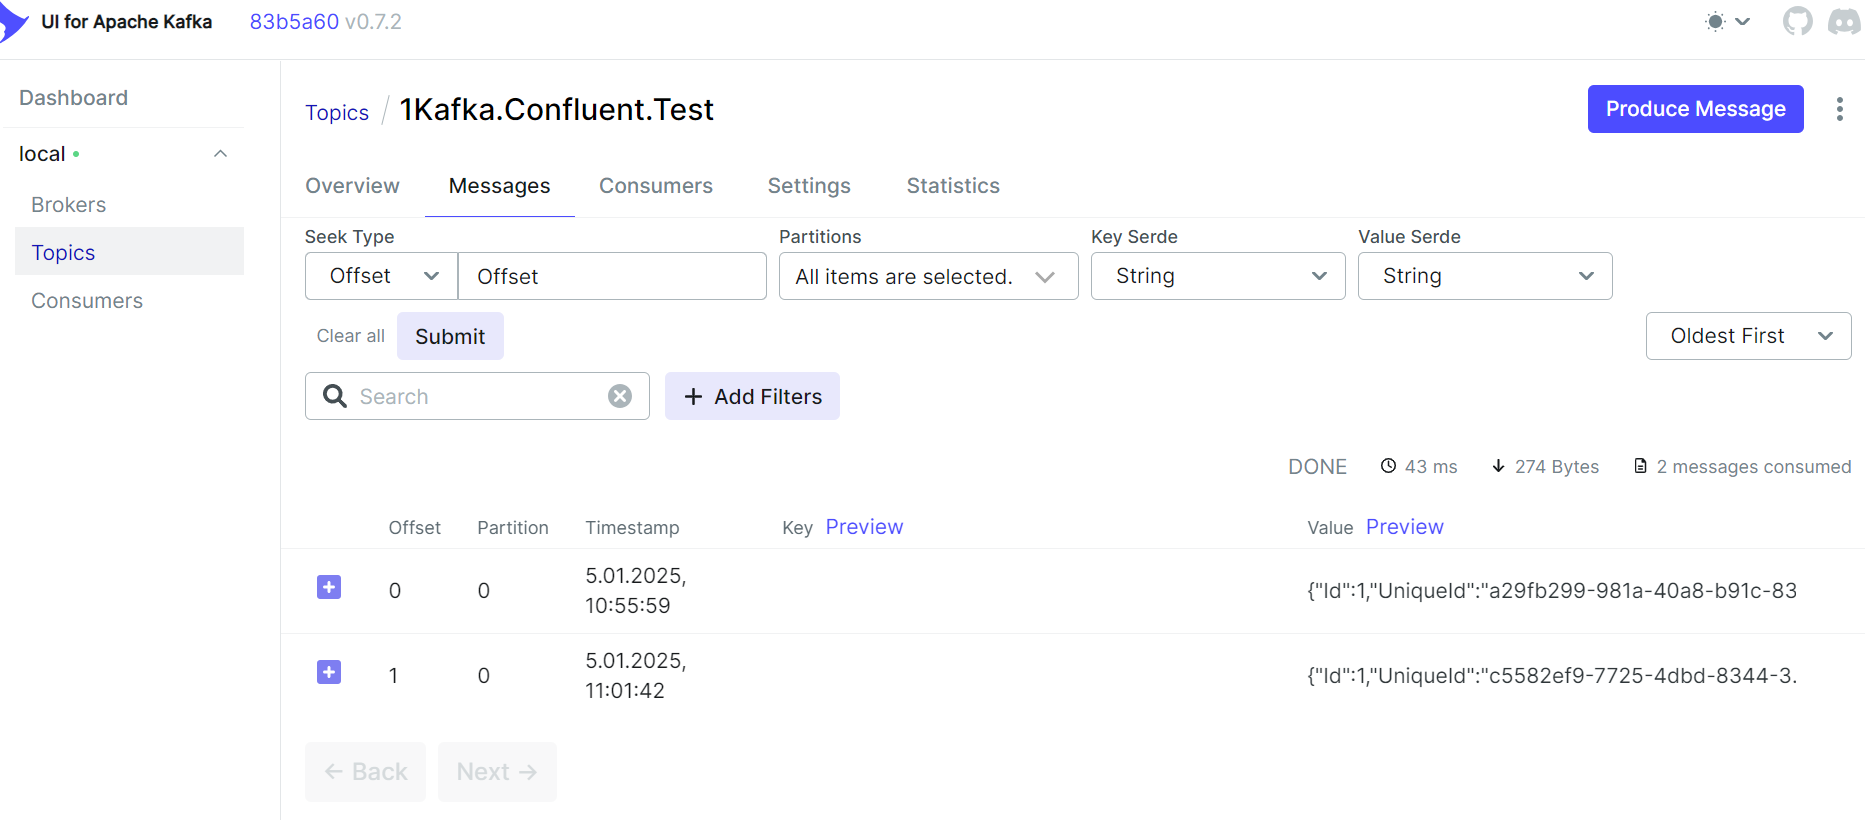 UI for Apache Kafka 83b5a60 v0.7.2
Dashboard
local
Brokers
Topics
Consumers
Topics / 1Kafka.Confluent.Test
Produce Message
Overview Messages Consumers Settings Statistics
Seek Type Partitions Key Serde Value Serde
Offset Offset All items are selected. String String
Clear all Submit Oldest First
Search Add Filters
DONE 43 ms 274 Bytes 2 messages consumed
Offset Partition Timestamp Key Preview Value Preview
0 0 5.01.2025, {"Id":1,"UniqueId":"a29fb299-981a-40a8-b91c-83
10:55:59
1 0 5.01.2025, {"Id":1,"UniqueId":"c5582ef9-7725-4dbd-8344-3.
11:01:42
← Back Next →